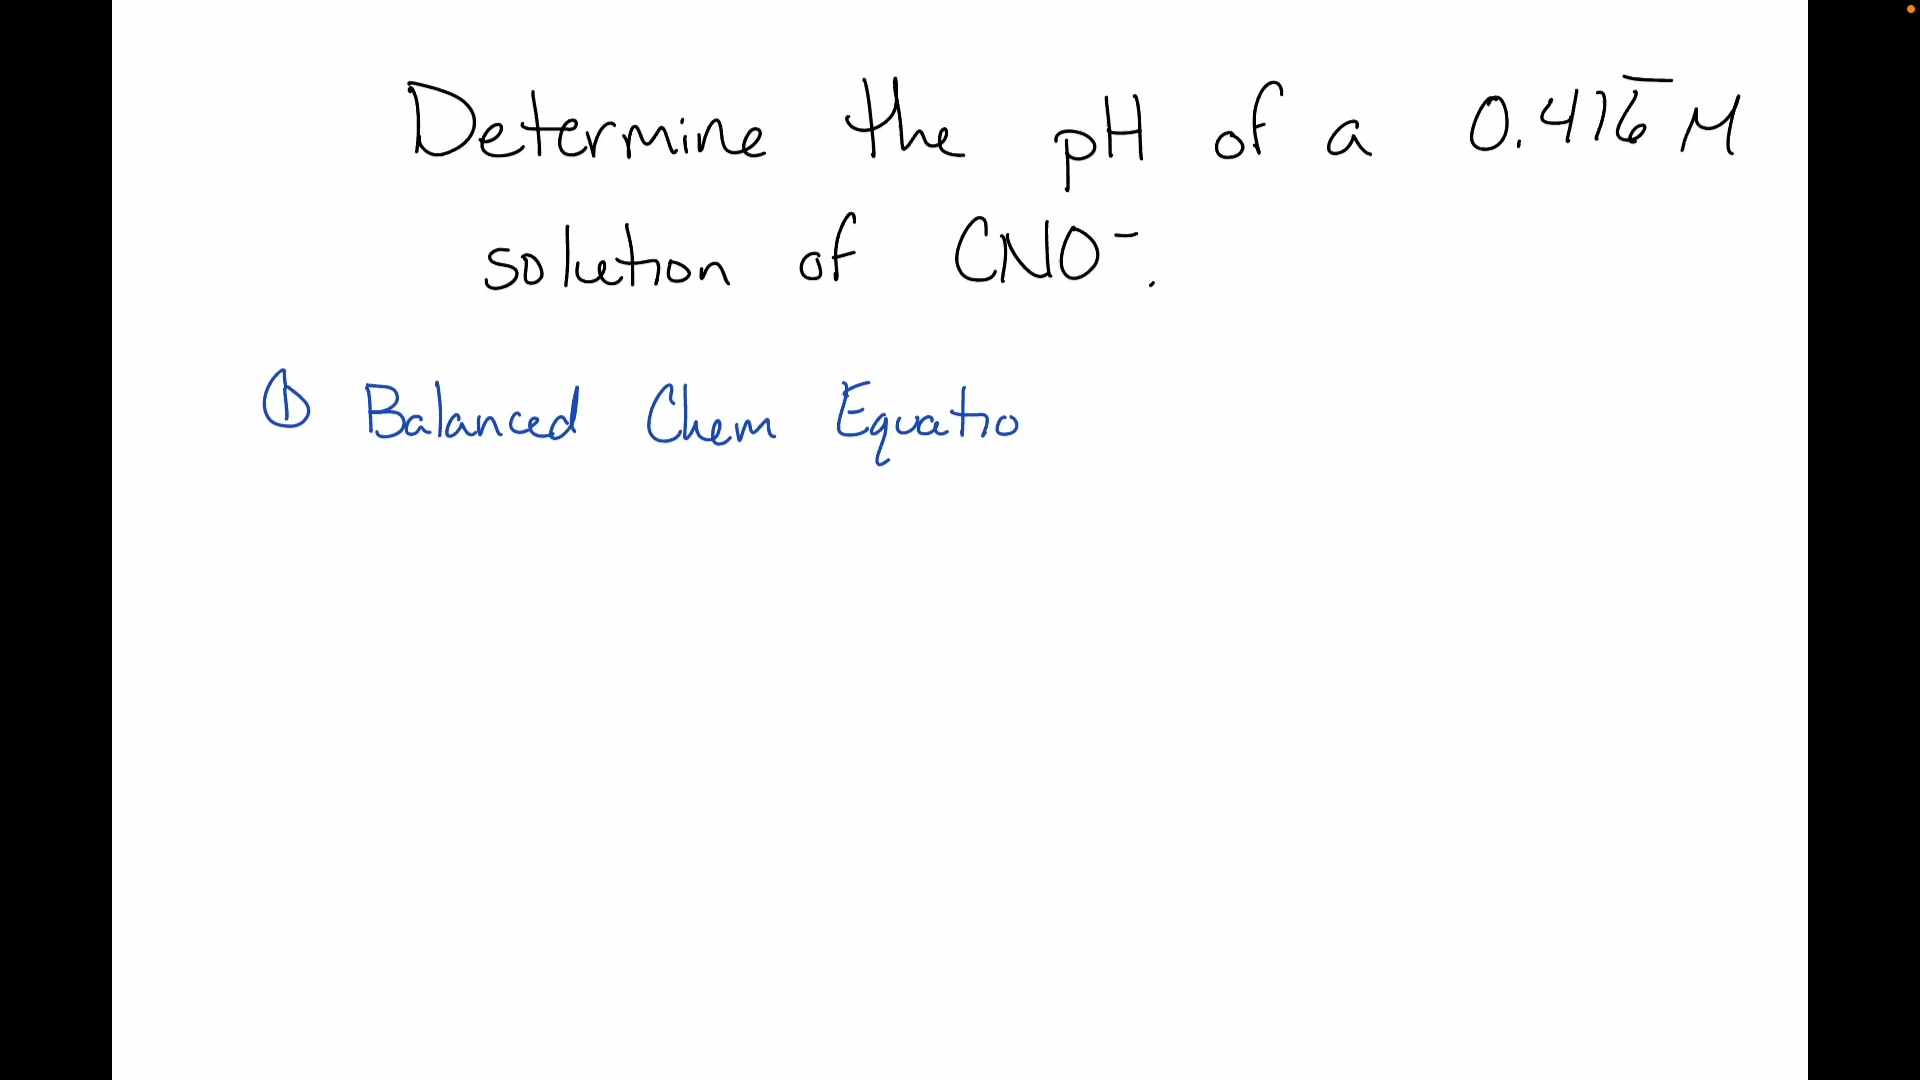 Determine the pH of a 0.416̅ M
solution of CNO⁻.
① Balanced Chem Equatio